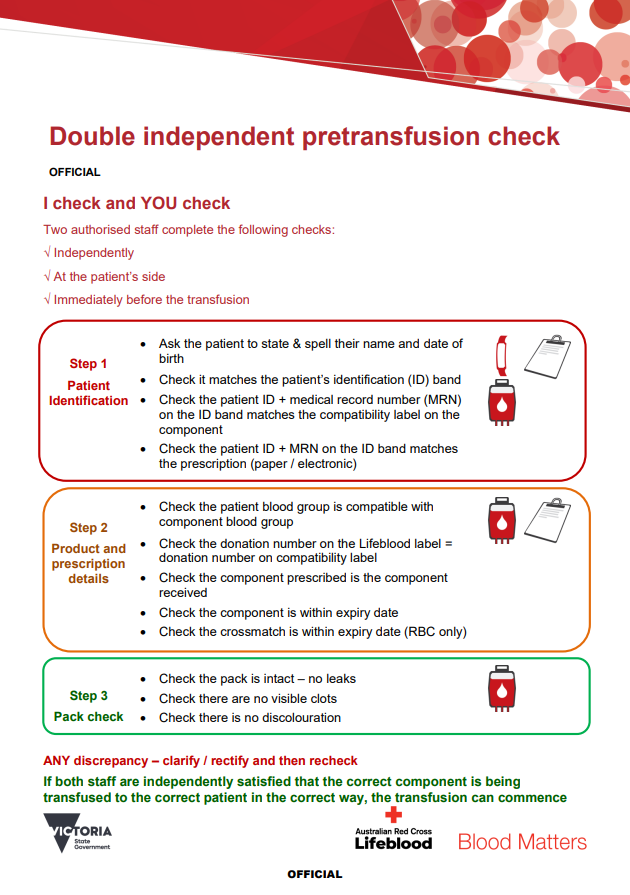 Double independent pretransfusion check
OFFICIAL
I check and YOU check
Two authorised staff complete the following checks:
√ Independently
√ At the patient's side
√ Immediately before the transfusion
Step 1
Patient
Identification
• Ask the patient to state & spell their name and date of
birth
• Check it matches the patient's identification (ID) band
• Check the patient ID + medical record number (MRN)
on the ID band matches the compatibility label on the
component
• Check the patient ID + MRN on the ID band matches
the prescription (paper / electronic)
Step 2
Product and
prescription
details
• Check the patient blood group is compatible with
component blood group
• Check the donation number on the Lifeblood label =
donation number on compatibility label
• Check the component prescribed is the component
received
• Check the component is within expiry date
• Check the crossmatch is within expiry date (RBC only)
Step 3
Pack check
• Check the pack is intact – no leaks
• Check there are no visible clots
• Check there is no discolouration
ANY discrepancy – clarify / rectify and then recheck
If both staff are independently satisfied that the correct component is being
transfused to the correct patient in the correct way, the transfusion can commence
VICTORIA
State
Government
Australian Red Cross
Lifeblood
Blood Matters
OFFICIAL